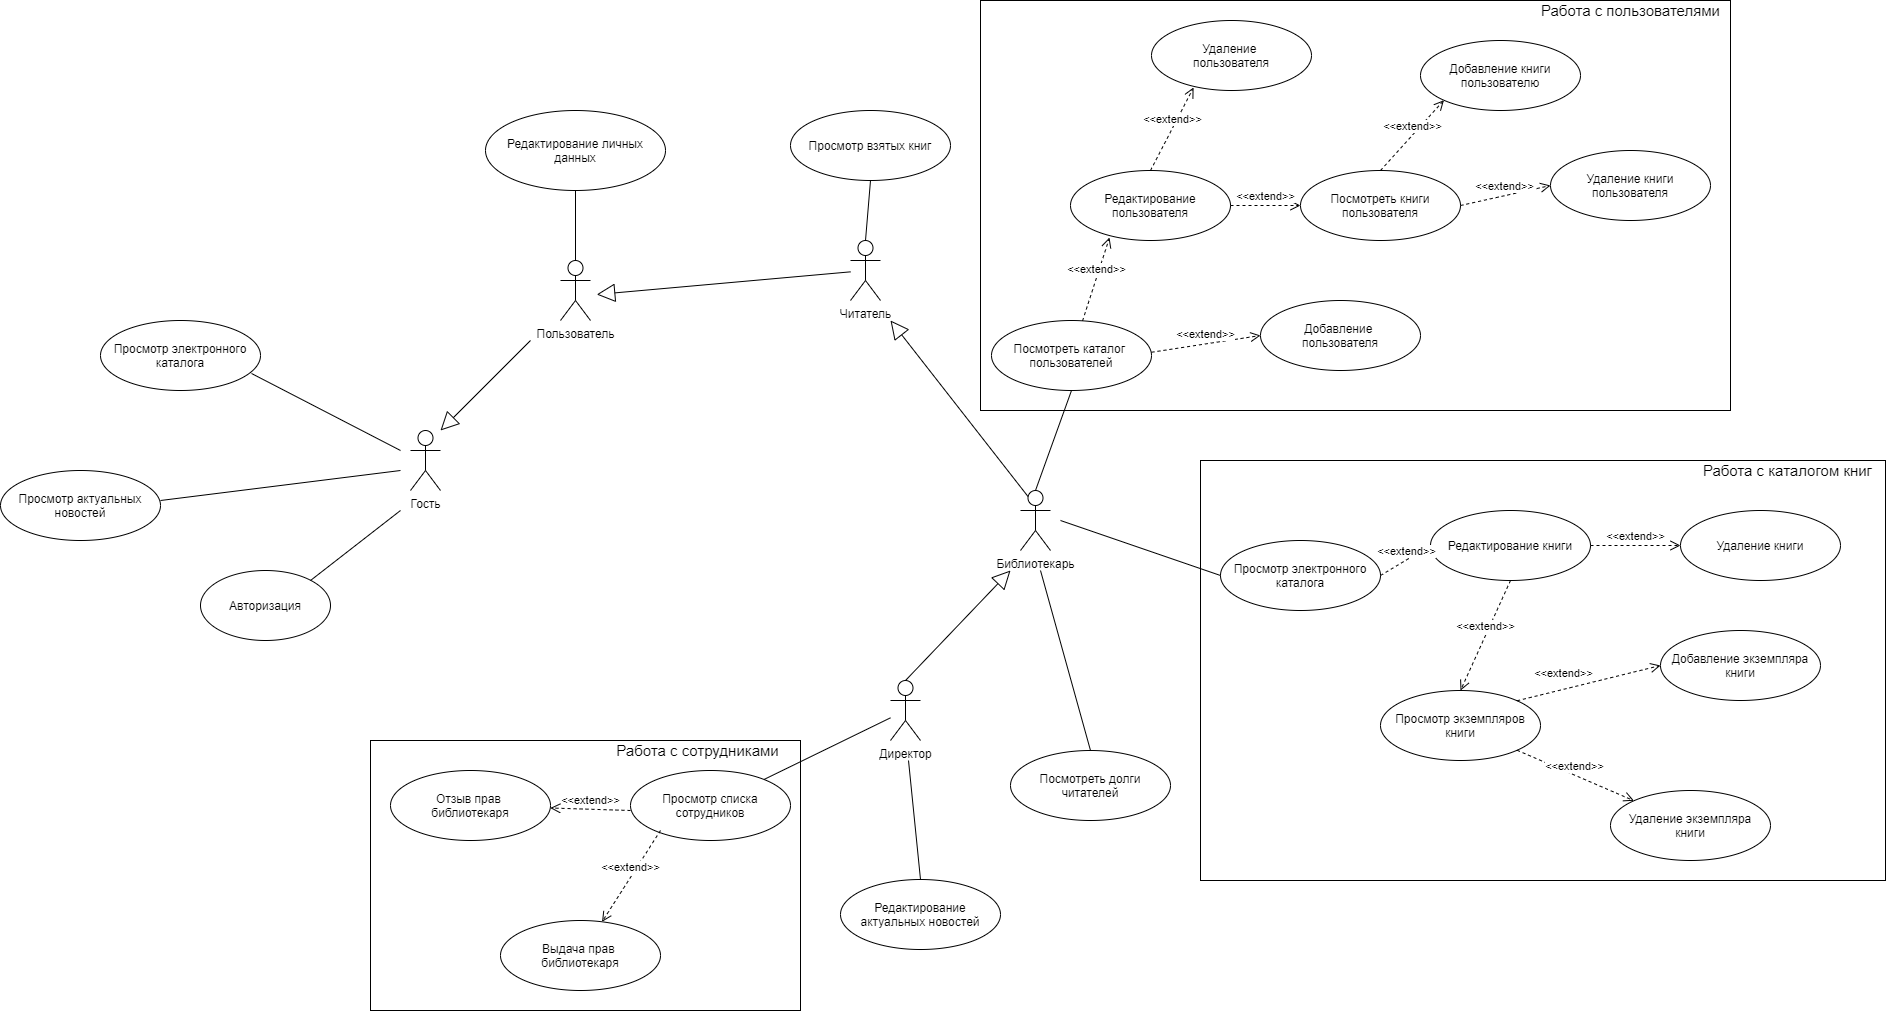 Работа с пользователями
Удаление
пользователя
Добавление книги
пользователю
<<extend>>
<<extend>>
Редактирование личных
данных
Просмотр взятых книг
Редактирование
пользователя
<<extend>>
Посмотреть книги
пользователя
<<extend>>
Удаление книги
пользователя
<<extend>>
Читатель
Пользователь
Посмотреть каталог
пользователей
<<extend>>
Добавление
пользователя
Просмотр электронного
каталога
Просмотр актуальных
новостей
Гость
Авторизация
Библиотекарь
Работа с каталогом книг
Просмотр электронного
каталога
<<extend>>
Редактирование книги
<<extend>>
Удаление книги
<<extend>>
Добавление экземпляра
книги
<<extend>>
Просмотр экземпляров
книги
<<extend>>
Удаление экземпляра
книги
Директор
Посмотреть долги
читателей
Работа с сотрудниками
Отзыв прав
библиотекаря
<<extend>>
Просмотр списка
сотрудников
<<extend>>
Выдача прав
библиотекаря
Редактирование
актуальных новостей